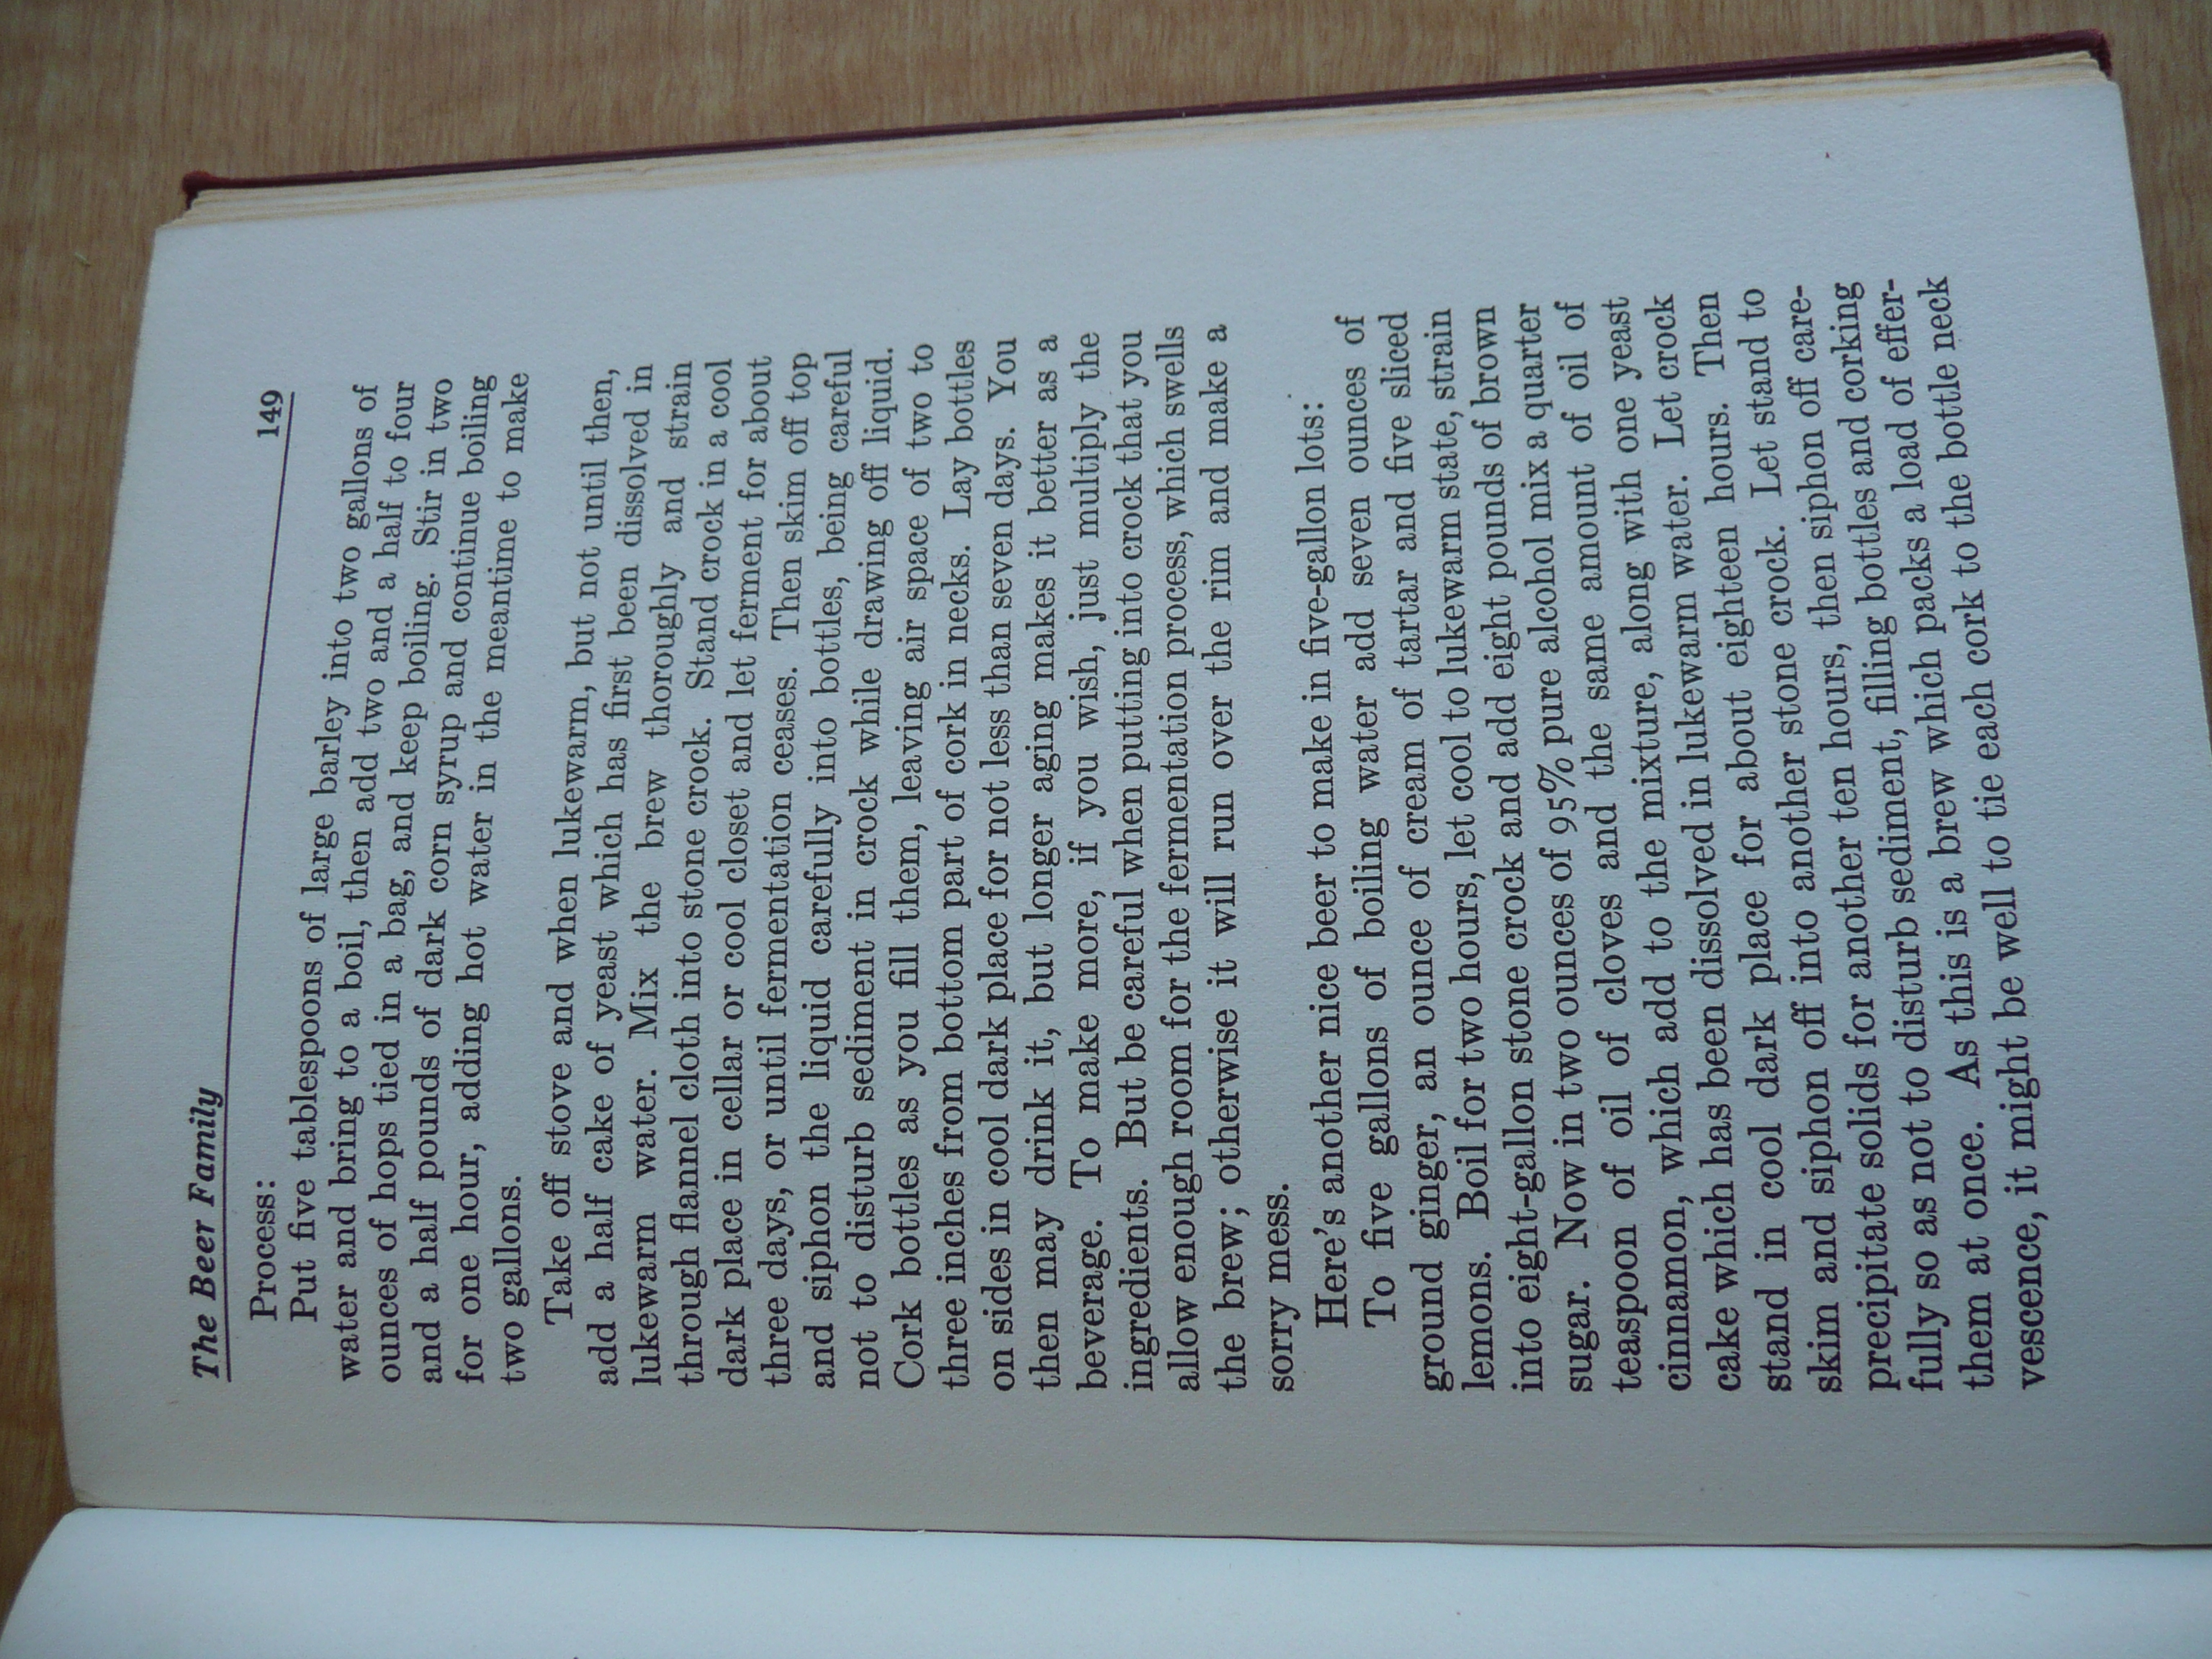 The Beer Family 149
Process:
Put five tablespoons of large barley into two gallons of
water and bring to a boil, then add two and a half to four
ounces of hops tied in a bag, and keep boiling. Stir in two
and a half pounds of dark corn syrup and continue boiling
for one hour, adding hot water in the meantime to make
two gallons.
Take off stove and when lukewarm, but not until then,
add a half cake of yeast which has first been dissolved in
lukewarm water. Mix the brew thoroughly and strain
through flannel cloth into stone crock. Stand crock in a cool
dark place in cellar or cool closet and let ferment for about
three days, or until fermentation ceases. Then skim off top
and siphon the liquid carefully into bottles, being careful
not to disturb sediment in crock while drawing off liquid.
Cork bottles as you fill them, leaving air space of two to
three inches from bottom part of cork in necks. Lay bottles
on sides in cool dark place for not less than seven days. You
then may drink it, but longer aging makes it better as a
beverage. To make more, if you wish, just multiply the
ingredients. But be careful when putting into crock that you
allow enough room for the fermentation process, which swells
the brew; otherwise it will run over the rim and make a
sorry mess.
Here's another nice beer to make in five-gallon lots:
To five gallons of boiling water add seven ounces of
ground ginger, an ounce of cream of tartar and five sliced
lemons. Boil for two hours, let cool to lukewarm state, strain
into eight-gallon stone crock and add eight pounds of brown
sugar. Now in two ounces of 95% pure alcohol mix a quarter
teaspoon of oil of cloves and the same amount of oil of
cinnamon, which add to the mixture, along with one yeast
cake which has been dissolved in lukewarm water. Let crock
stand in cool dark place for about eighteen hours. Then
skim and siphon off into another stone crock. Let stand to
precipitate solids for another ten hours, then siphon off care-
fully so as not to disturb sediment, filling bottles and corking
them at once. As this is a brew which packs a load of effer-
vescence, it might be well to tie each cork to the bottle neck